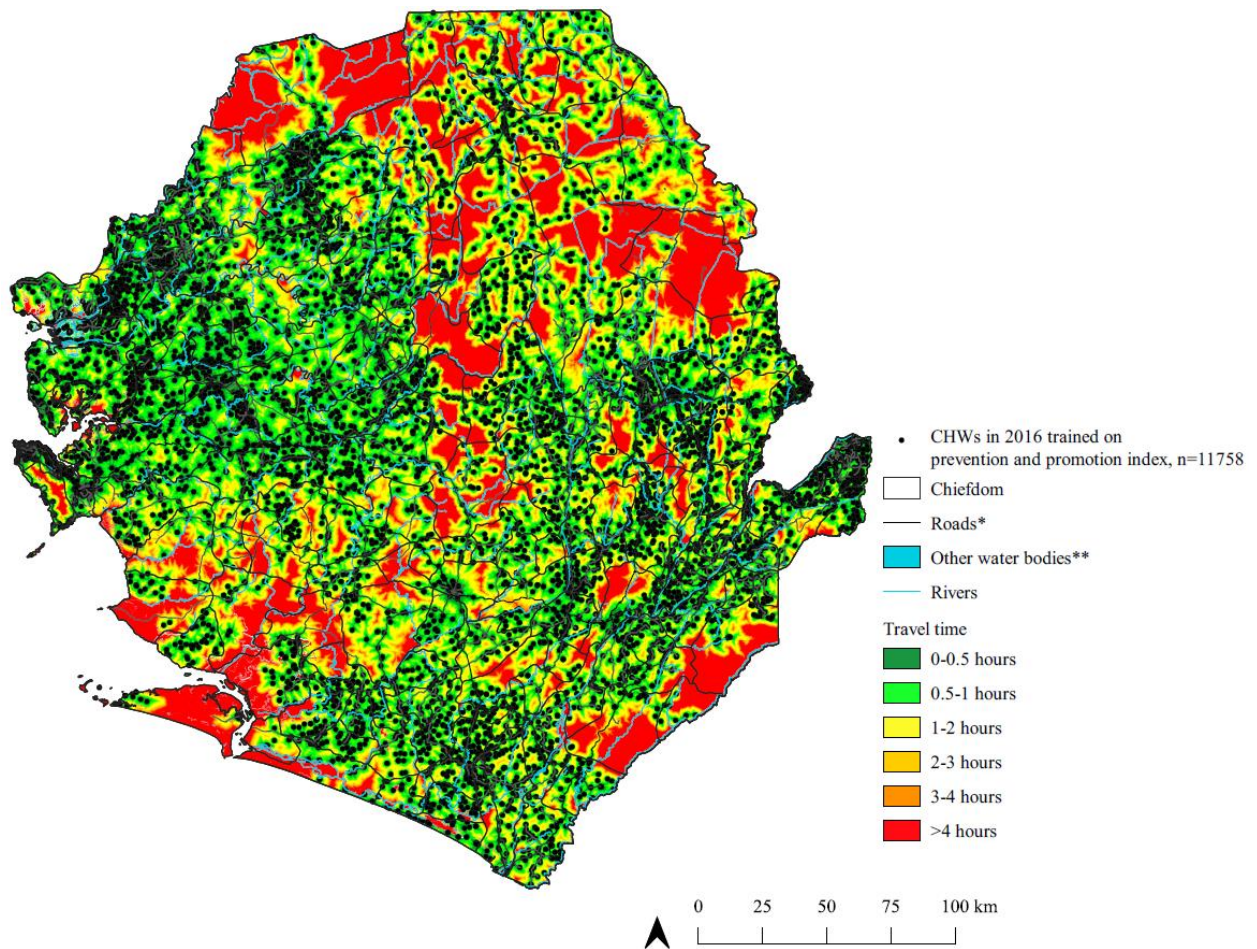 CHWs in 2016 trained on
prevention and promotion index, n=11758
Chiefdom
Roads*
Other water bodies**
Rivers
Travel time
0-0.5 hours
0.5-1 hours
1-2 hours
2-3 hours
3-4 hours
>4 hours
0 25 50 75 100 km